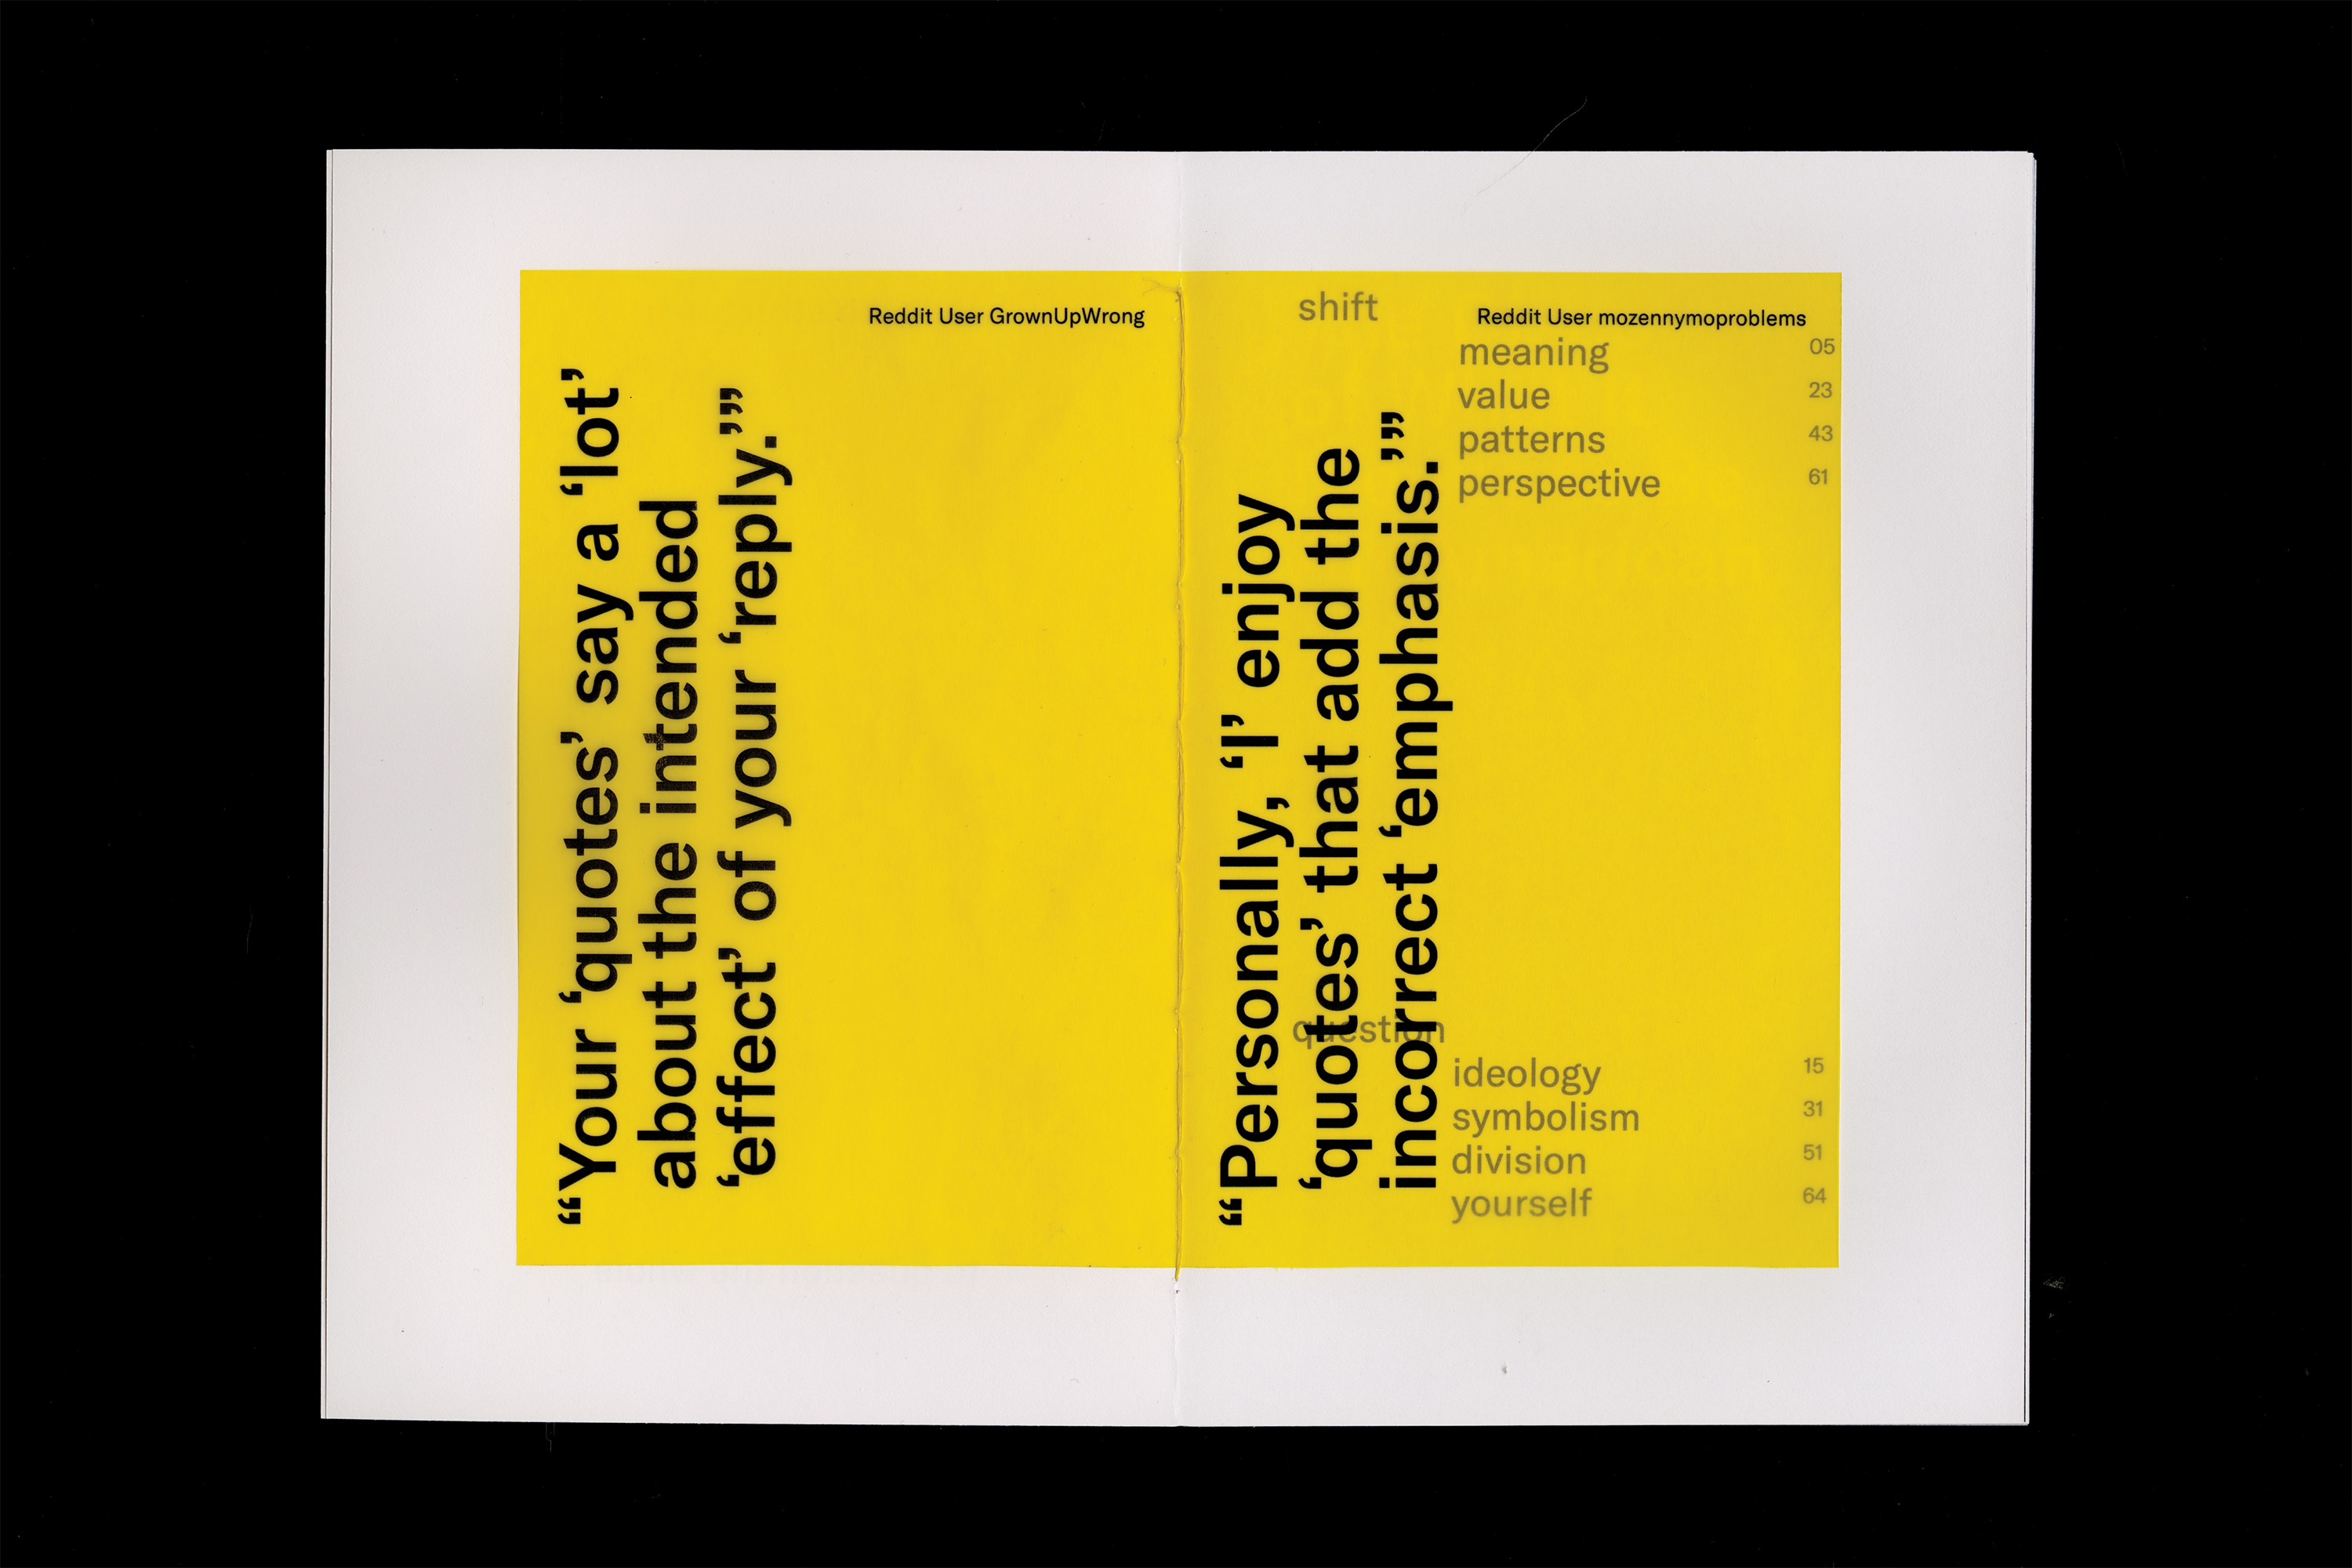 Reddit User GrownUpWrong
“Your ‘quotes’ say a ‘lot’
about the intended
‘effect’ of your ‘reply.’”
Reddit User mozennymoproblems
“Personally, ‘I’ enjoy
‘quotes’ that add the
incorrect ‘emphasis.’”
shift
meaning 05
value 23
patterns 43
perspective 61
question
ideology 15
symbolism 31
division 51
yourself 64